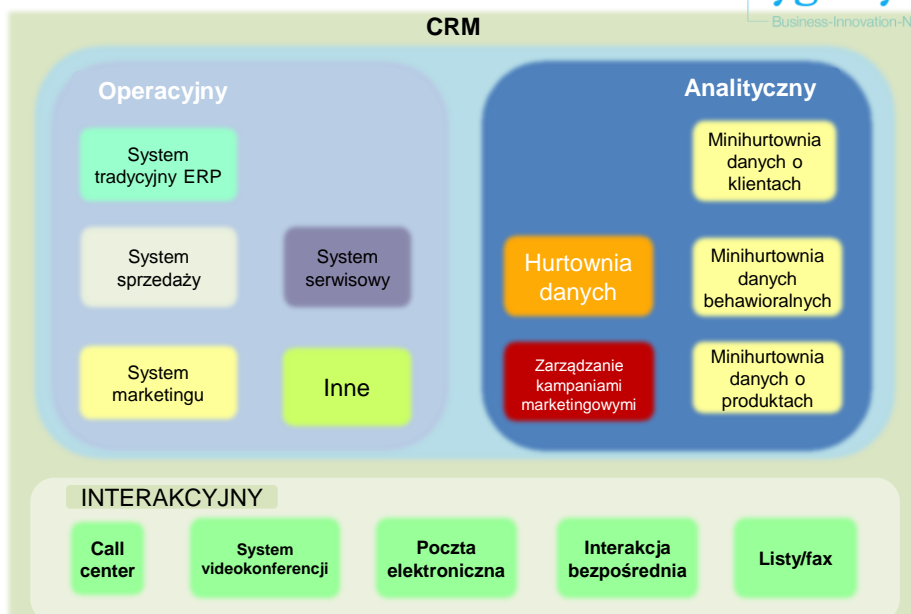 Business-Innovation-N
CRM
Operacyjny
System
tradycyjny ERP
System
sprzedaży
System
serwisowy
System
marketingu
Inne
Analityczny
Minihurtownia
danych o
klientach
Hurtownia
danych
Minihurtownia
danych
behawioralnych
Zarządzanie
kampaniami
marketingowymi
Minihurtownia
danych o
produktach
INTERAKCYJNY
Call
center
System
videokonferencji
Poczta
elektroniczna
Interakcja
bezpośrednia
Listy/fax